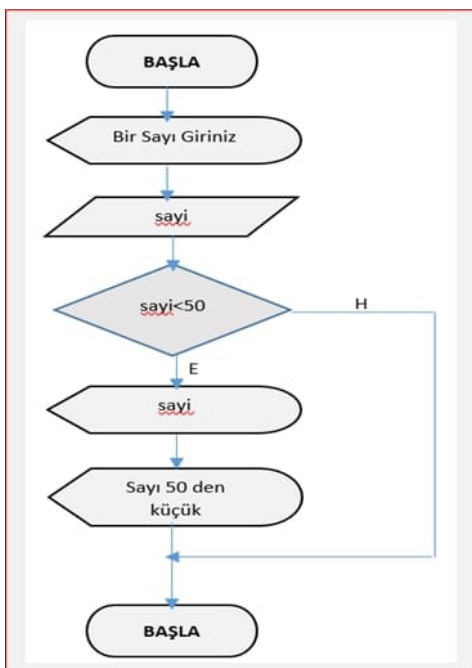 BAŞLA
Bir Sayı Giriniz
sayi
sayi<50
H
E
sayi
Sayı 50 den
küçük
BAŞLA